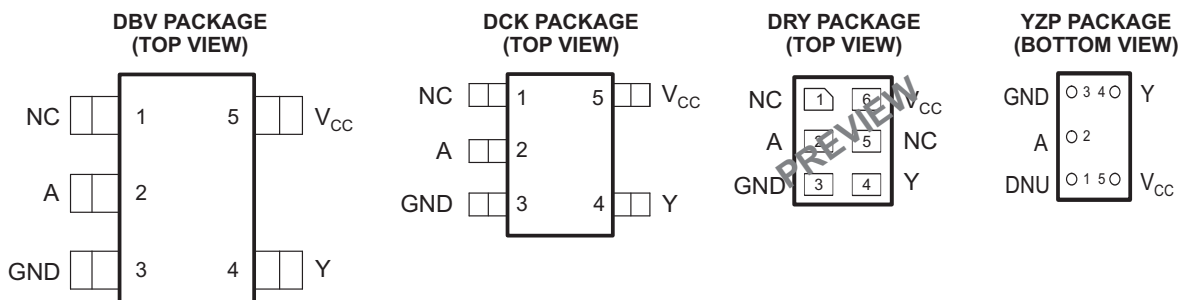 DBV PACKAGE
(TOP VIEW)
NC 1 5 VCC
A 2
GND 3 4 Y
DCK PACKAGE
(TOP VIEW)
NC 1 5 VCC
A 2
GND 3 4 Y
DRY PACKAGE
(TOP VIEW)
NC 1 6 VCC
A 2 5 NC
GND 3 4 Y
PREVIEW
YZP PACKAGE
(BOTTOM VIEW)
GND 3 4 Y
A 2
DNU 1 5 VCC